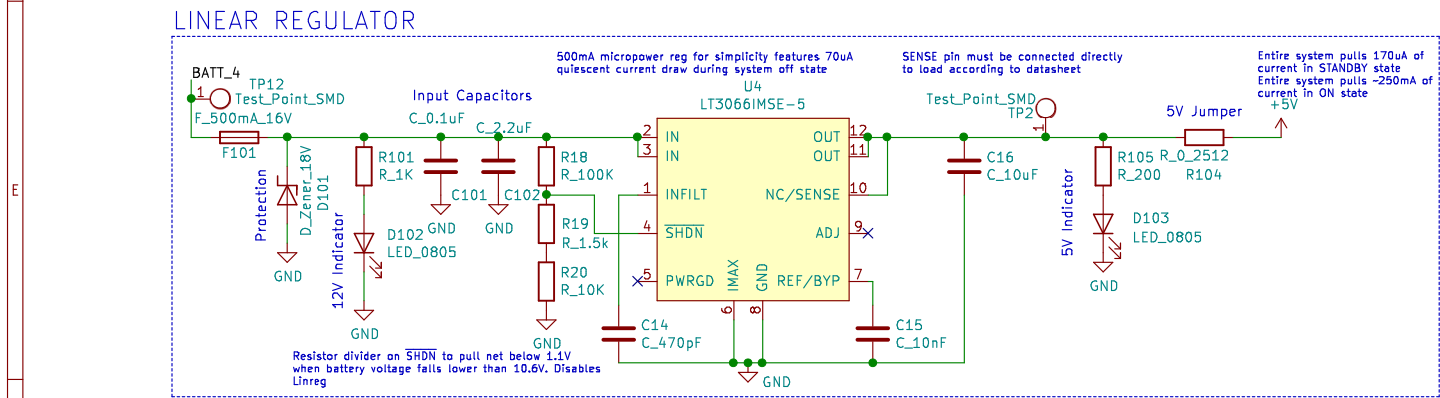 LINEAR REGULATOR
500mA micropower reg for simplicity features 70uA
quiescent current draw during system off state
SENSE pin must be connected directly
to load according to datasheet
Entire system pulls 170uA of
current in STANDBY state
Entire system pulls ~250mA of
current in ON state
BATT_4
TP12
1
Test_Point_SMD
F_500mA_16V
F101
Input Capacitors
C_0.1uF
C_2.2uF
C101
C102
GND
GND
Protection
D_Zener_18V
D101
GND
R101
R_1K
12V Indicator
D102
LED_0805
GND
R18
R_100K
R19
R_1.5k
R20
R_10K
GND
Resistor divider on SHDN to pull net below 1.1V
when battery voltage falls lower than 10.6V. Disables
Linreg
U4
LT3066IMSE-5
2 IN
3 IN
1 INFILT
4 SHDN
5 PWRGD
OUT 12
OUT 11
NC/SENSE 10
ADJ 9
REF/BYP 7
IMAX
6
GND
8
C14
C_470pF
C15
C_10nF
GND
C16
C_10uF
Test_Point_SMD
TP2
1
5V Jumper
+5V
R_0_2512
R104
R105
R_200
5V Indicator
D103
LED_0805
GND
E